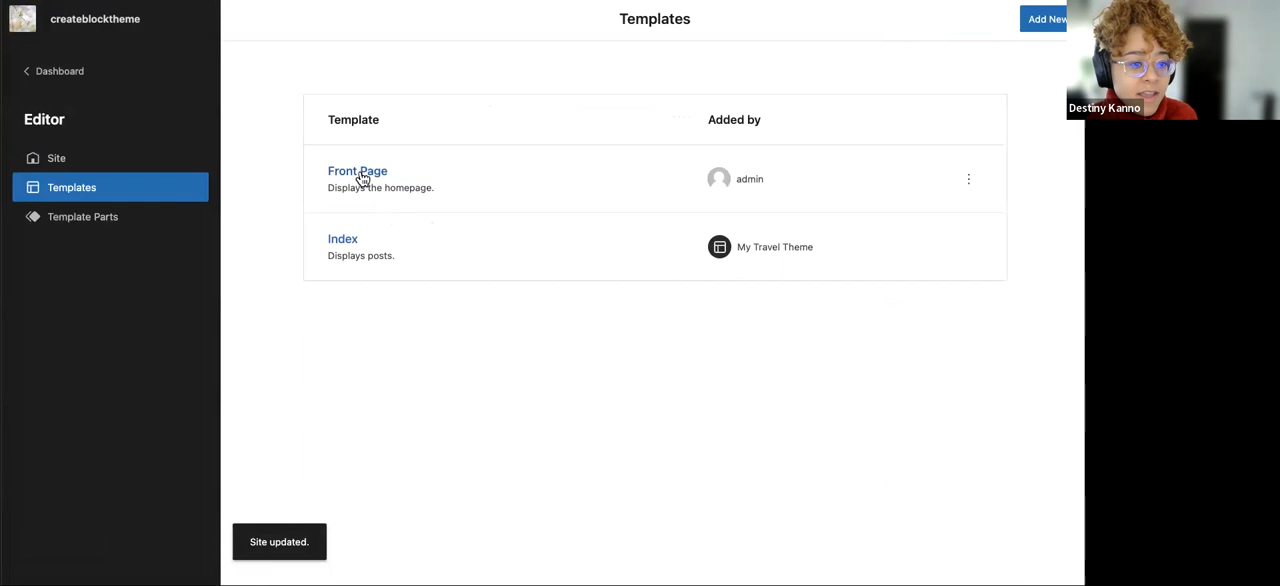 createblocktheme
Templates
Add New
Destiny Kanno
Dashboard
Editor
Site
Templates
Template Parts
Template
Added by
Front Page
Displays the homepage.
admin
Index
Displays posts.
My Travel Theme
Site updated.